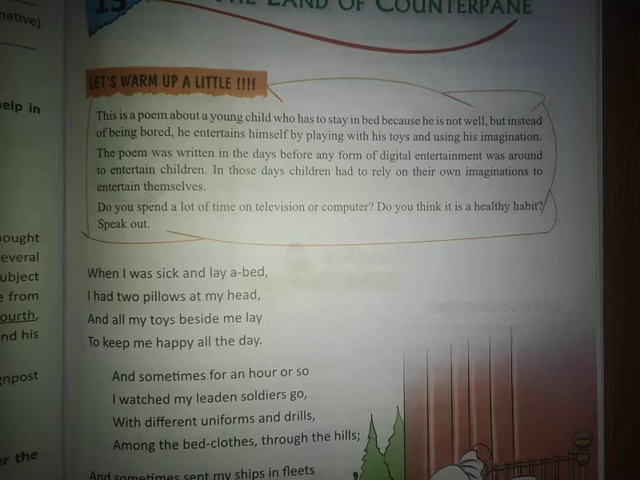 native)
13
THE LAND OF COUNTERPANE
elp in
LET'S WARM UP A LITTLE !!!!
This is a poem about a young child who has to stay in bed because he is not well, but instead
of being bored, he entertains himself by playing with his toys and using his imagination.
The poem was written in the days before any form of digital entertainment was around
to entertain children. In those days children had to rely on their own imaginations to
entertain themselves.
Do you spend a lot of time on television or computer? Do you think it is a healthy habit?
Speak out.
ought
everal
ubject
e from
ourth,
nd his
npost
er the
When I was sick and lay a-bed,
I had two pillows at my head,
And all my toys beside me lay
To keep me happy all the day.
And sometimes for an hour or so
I watched my leaden soldiers go,
With different uniforms and drills,
Among the bed-clothes, through the hills;
And sometimes sent my ships in fleets